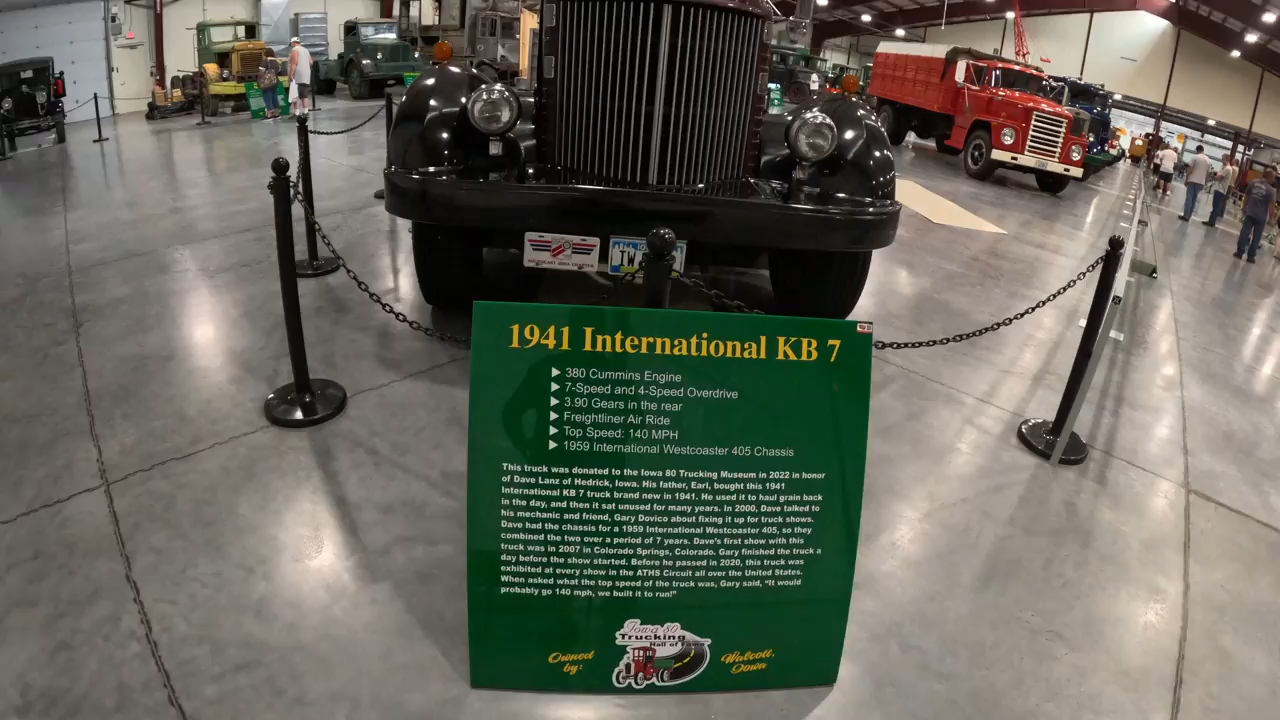 SOUTHEAST IOWA CHAPTER
1941 International KB 7
380 Cummins Engine
7-Speed and 4-Speed Overdrive
3.90 Gears in the rear
Freightliner Air Ride
Top Speed: 140 MPH
1959 International Westcoaster 405 Chassis
This truck was donated to the Iowa 80 Trucking Museum in 2022 in honor
of Dave Lanz of Hedrick, Iowa. His father, Earl, bought this 1941
International KB 7 truck brand new in 1941. He used it to haul grain back
in the day, and then it sat unused for many years. In 2000, Dave talked to
his mechanic and friend, Gary Dovico about fixing it up for truck shows.
Dave had the chassis for a 1959 International Westcoaster 405, so they
combined the two over a period of 7 years. Dave's first show with this
truck was in 2007 in Colorado Springs, Colorado. Gary finished the truck a
day before the show started. Before he passed in 2020, this truck was
exhibited at every show in the ATHS Circuit all over the United States.
When asked what the top speed of the truck was, Gary said, "It would
probably go 140 mph, we built it to run!"
Iowa 80
Trucking
Hall of Fame
Owned
by:
Walcott,
Iowa